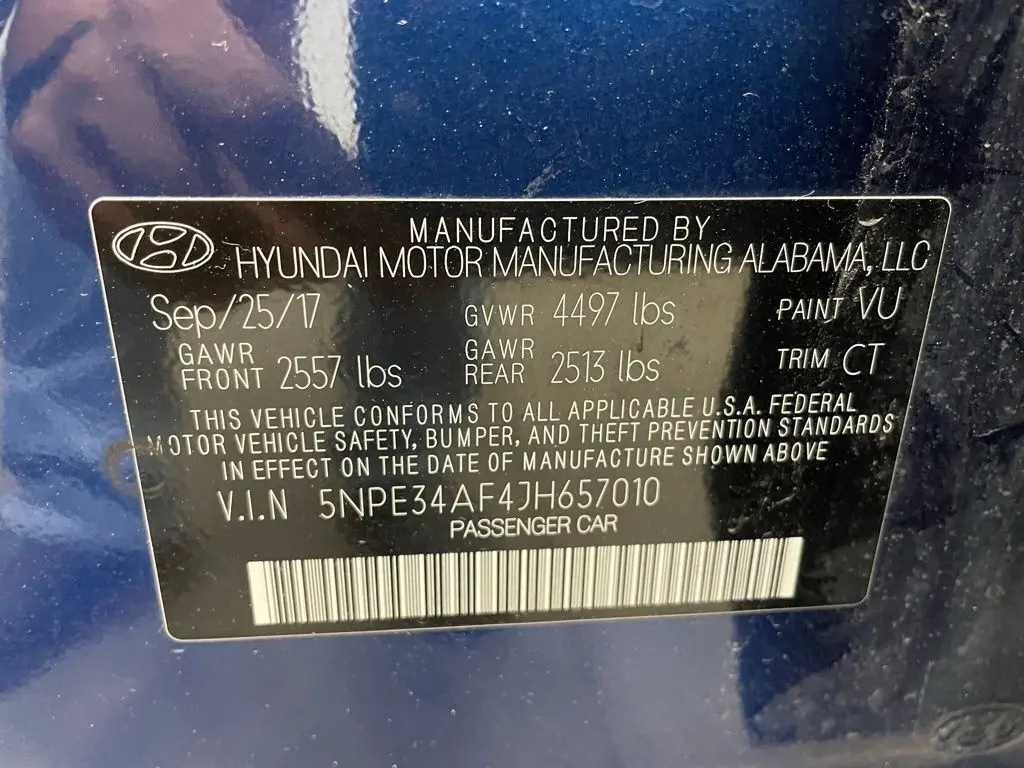 MANUFACTURED BY
HYUNDAI MOTOR MANUFACTURING ALABAMA, LLC
Sep/25/17 GVWR 4497 lbs PAINT VU
GAWR FRONT 2557 lbs GAWR REAR 2513 lbs TRIM CT
THIS VEHICLE CONFORMS TO ALL APPLICABLE U.S.A. FEDERAL
MOTOR VEHICLE SAFETY, BUMPER, AND THEFT PREVENTION STANDARDS
IN EFFECT ON THE DATE OF MANUFACTURE SHOWN ABOVE
V.I.N 5NPE34AF4JH657010
PASSENGER CAR